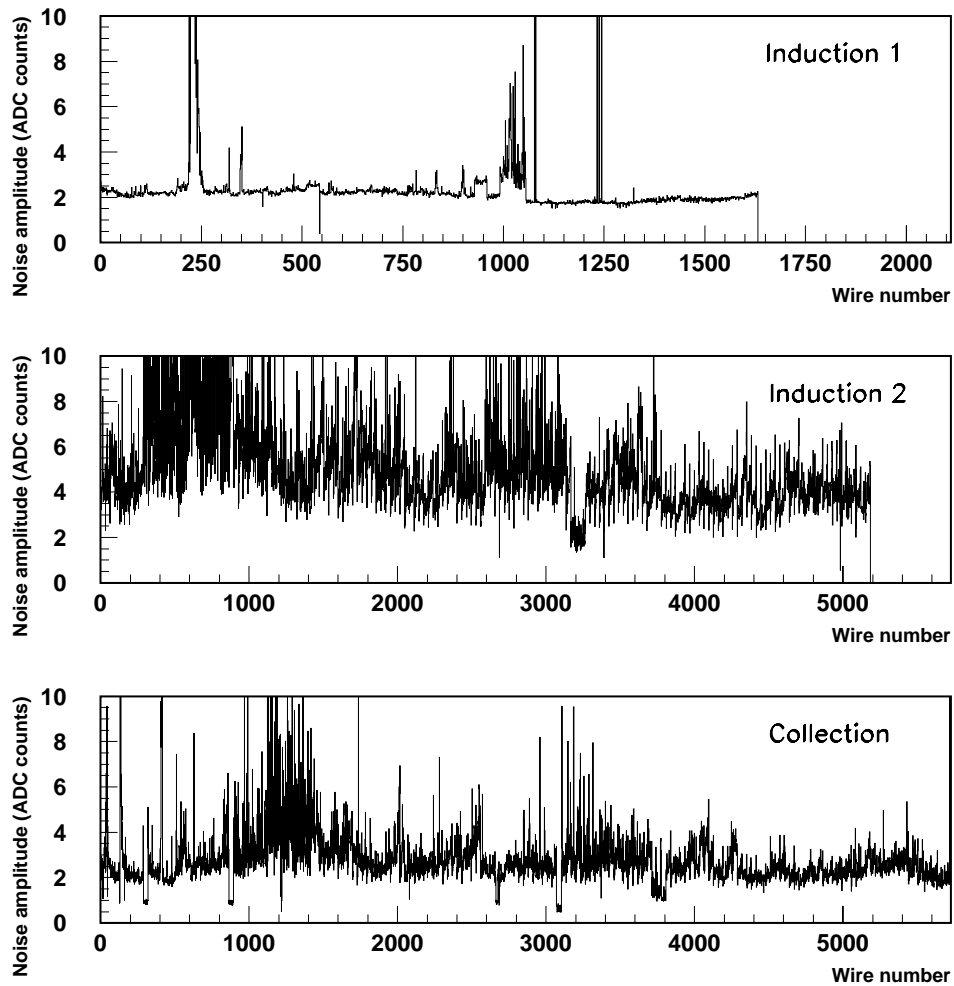 Noise amplitude (ADC counts)
10
8
6
4
2
0
Induction 1
0 250 500 750 1000 1250 1500 1750 2000
Wire number
Noise amplitude (ADC counts)
10
8
6
4
2
0
Induction 2
0 1000 2000 3000 4000 5000
Wire number
Noise amplitude (ADC counts)
10
8
6
4
2
0
Collection
0 1000 2000 3000 4000 5000
Wire number